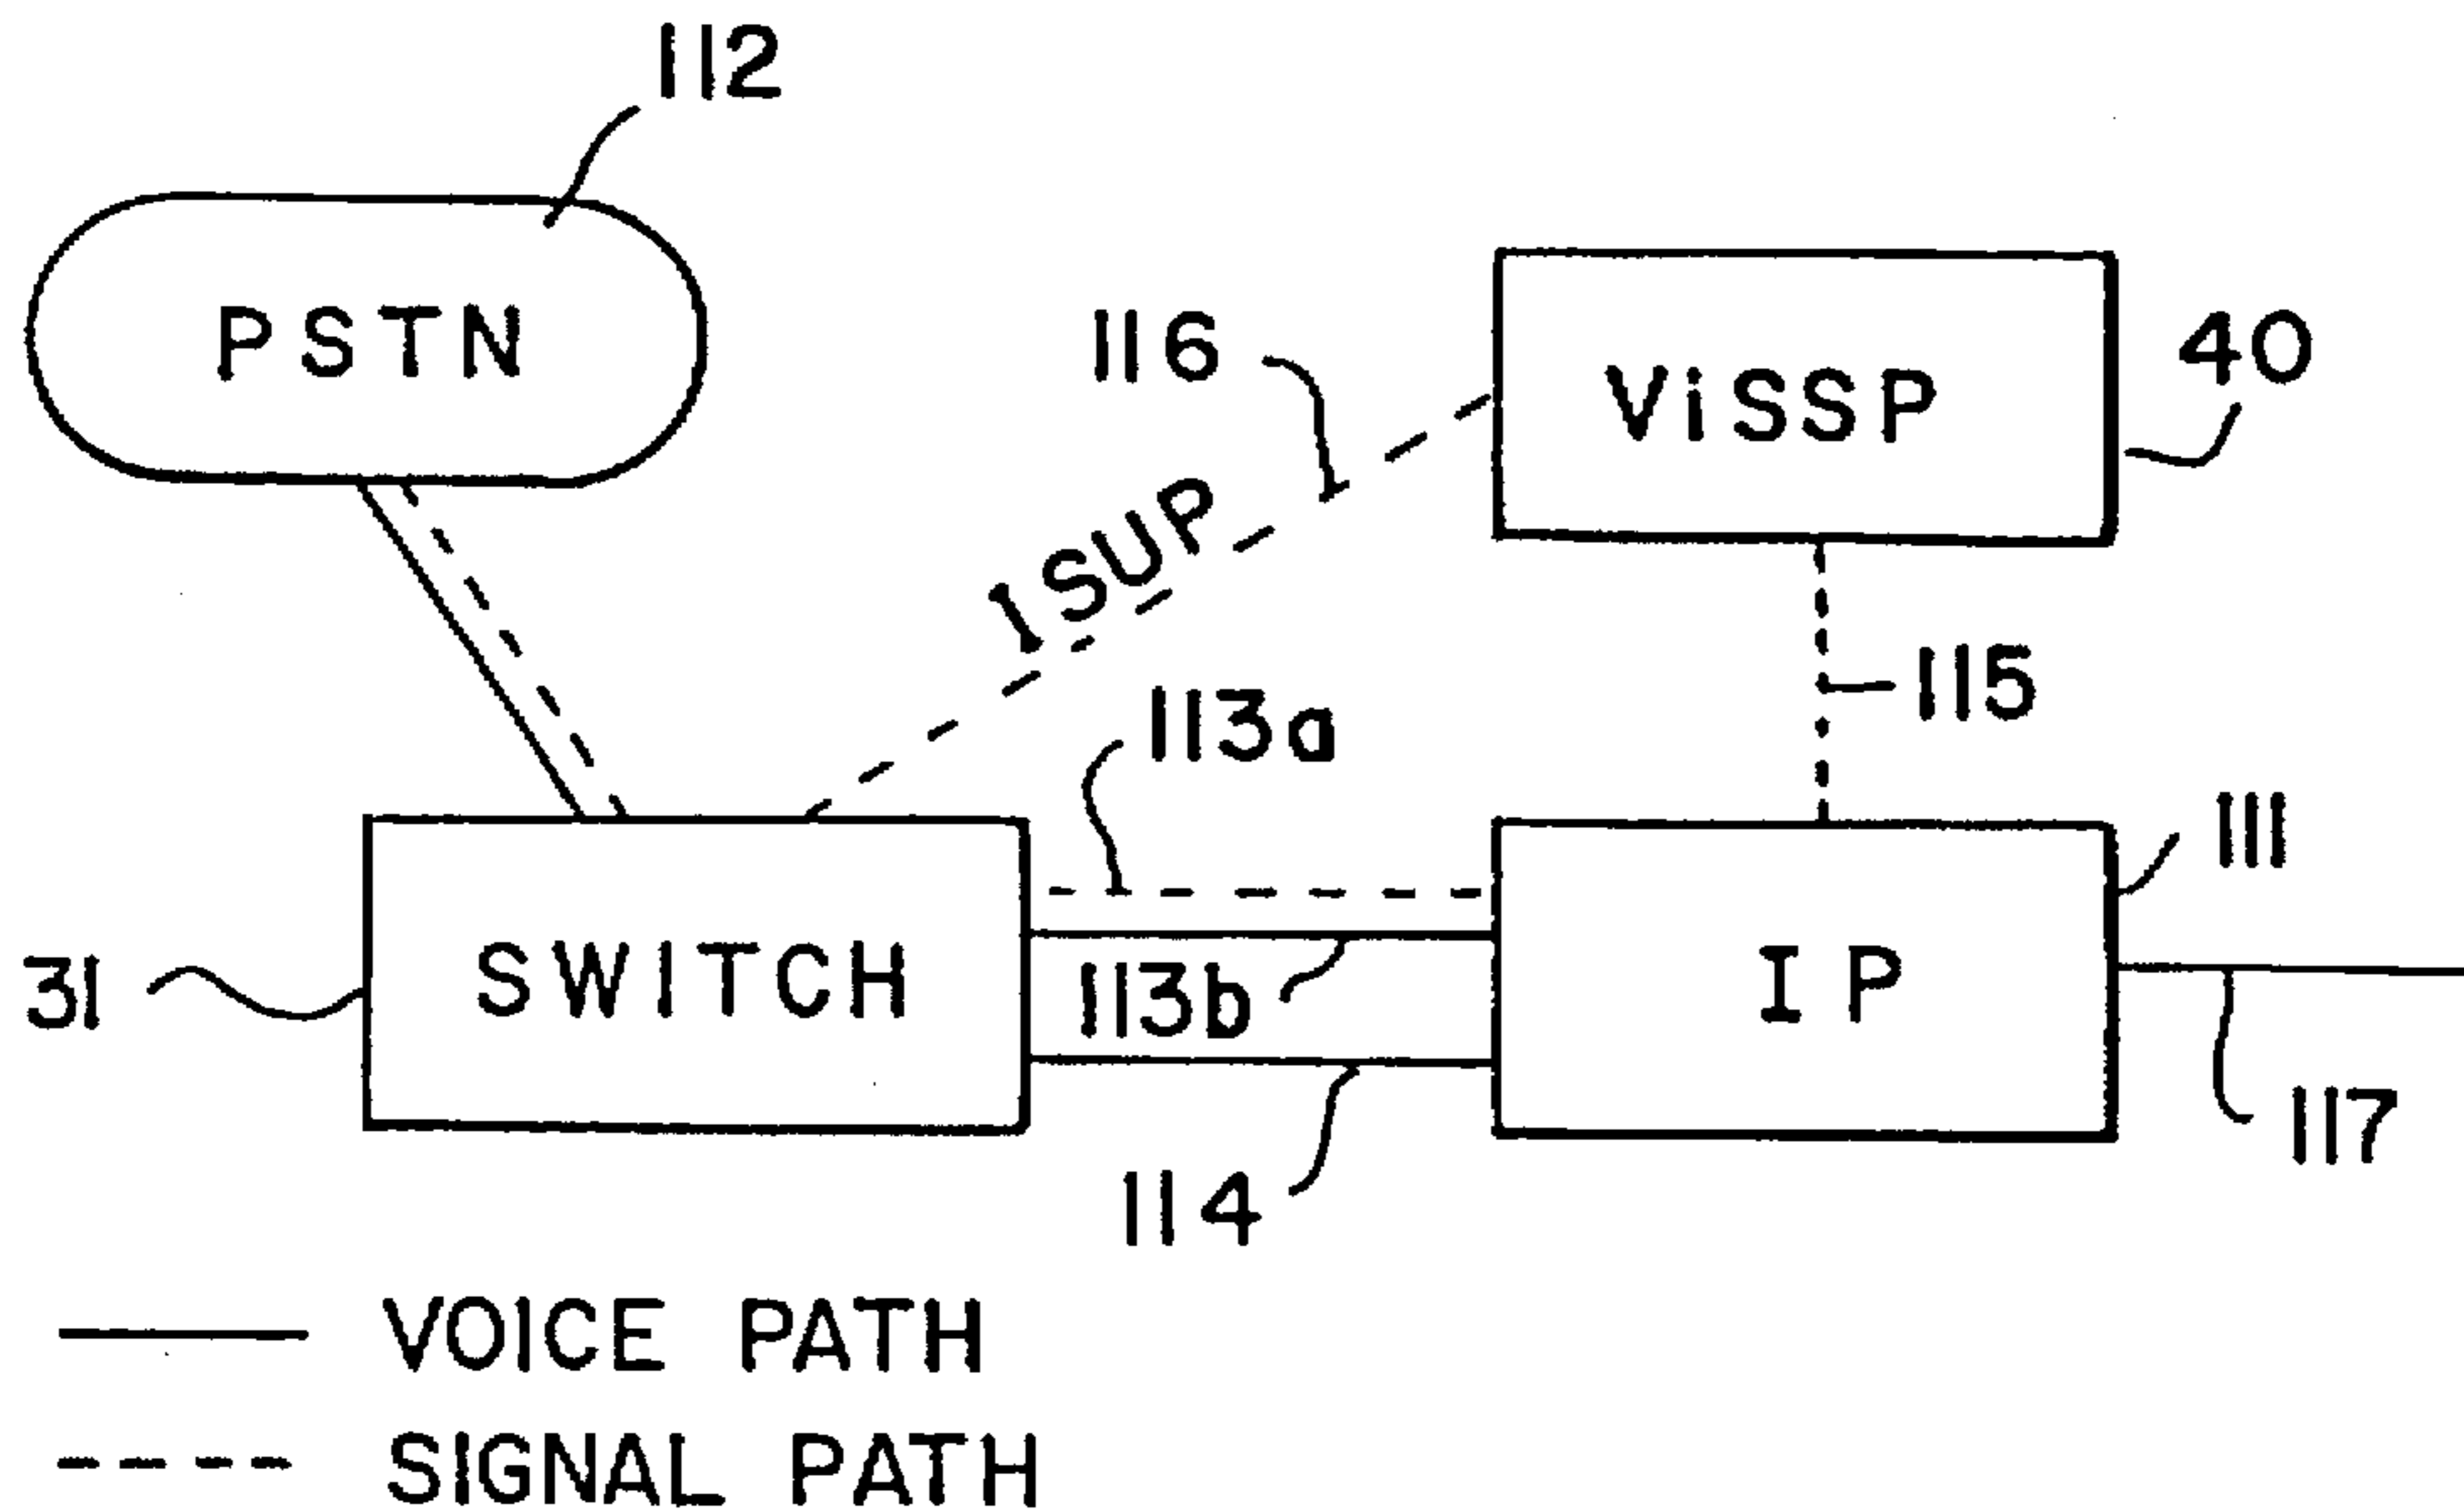 112
PSTN
116
ViSSP
40
ISUP
115
113a
111
SWITCH
IP
31
113b
117
114
VOICE PATH
SIGNAL PATH